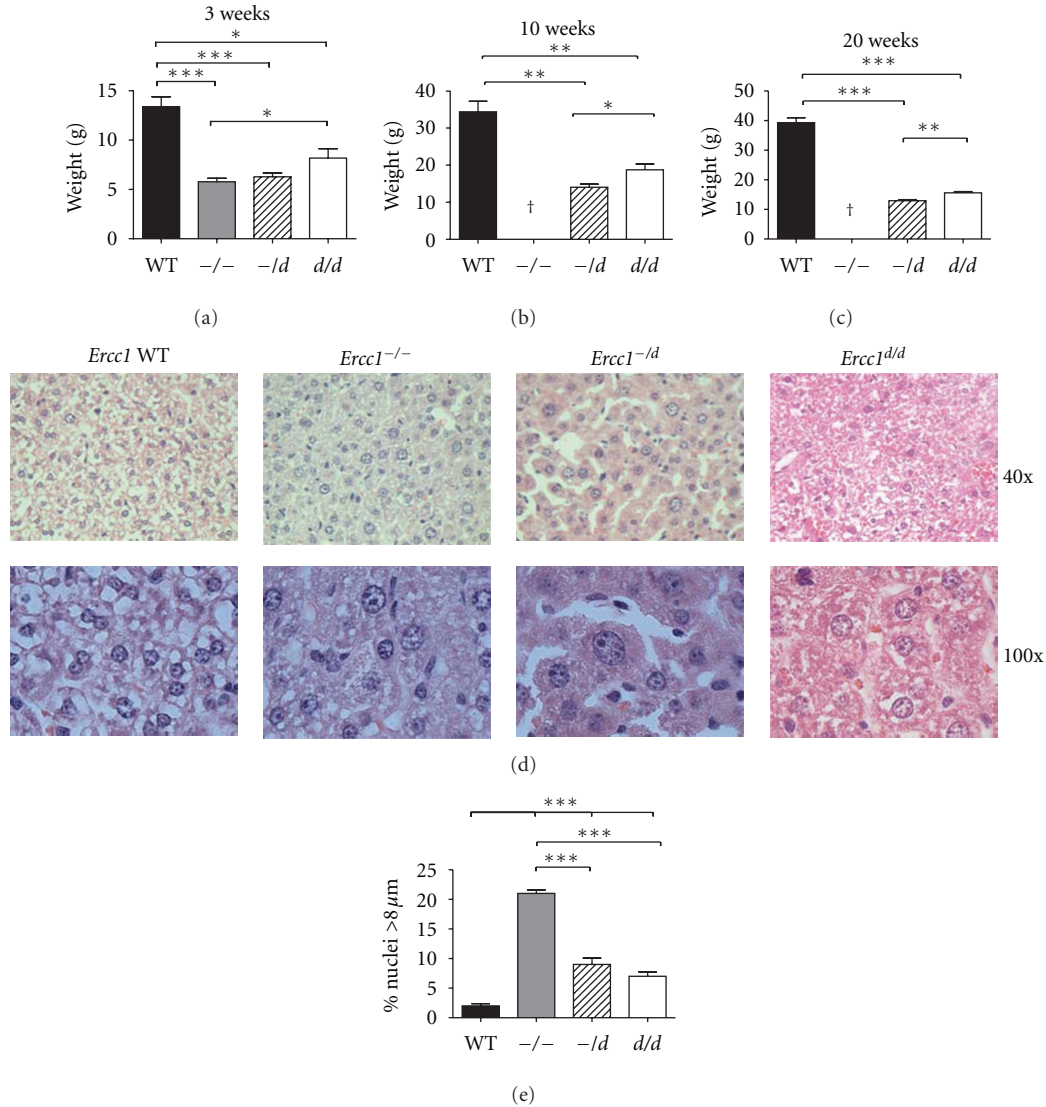 3 weeks
*
***
***
*
15
10
5
0
Weight (g)
WT −/− −/d d/d
(a)
10 weeks
**
**
*
40
30
20
10
0
Weight (g)
†
WT −/− −/d d/d
(b)
20 weeks
***
***
**
50
40
30
20
10
0
Weight (g)
†
WT −/− −/d d/d
(c)
Ercc1 WT
Ercc1−/−
Ercc1−/d
Ercc1d/d
40x
100x
(d)
***
***
***
25
20
15
10
5
0
% nuclei >8 μm
WT −/− −/d d/d
(e)